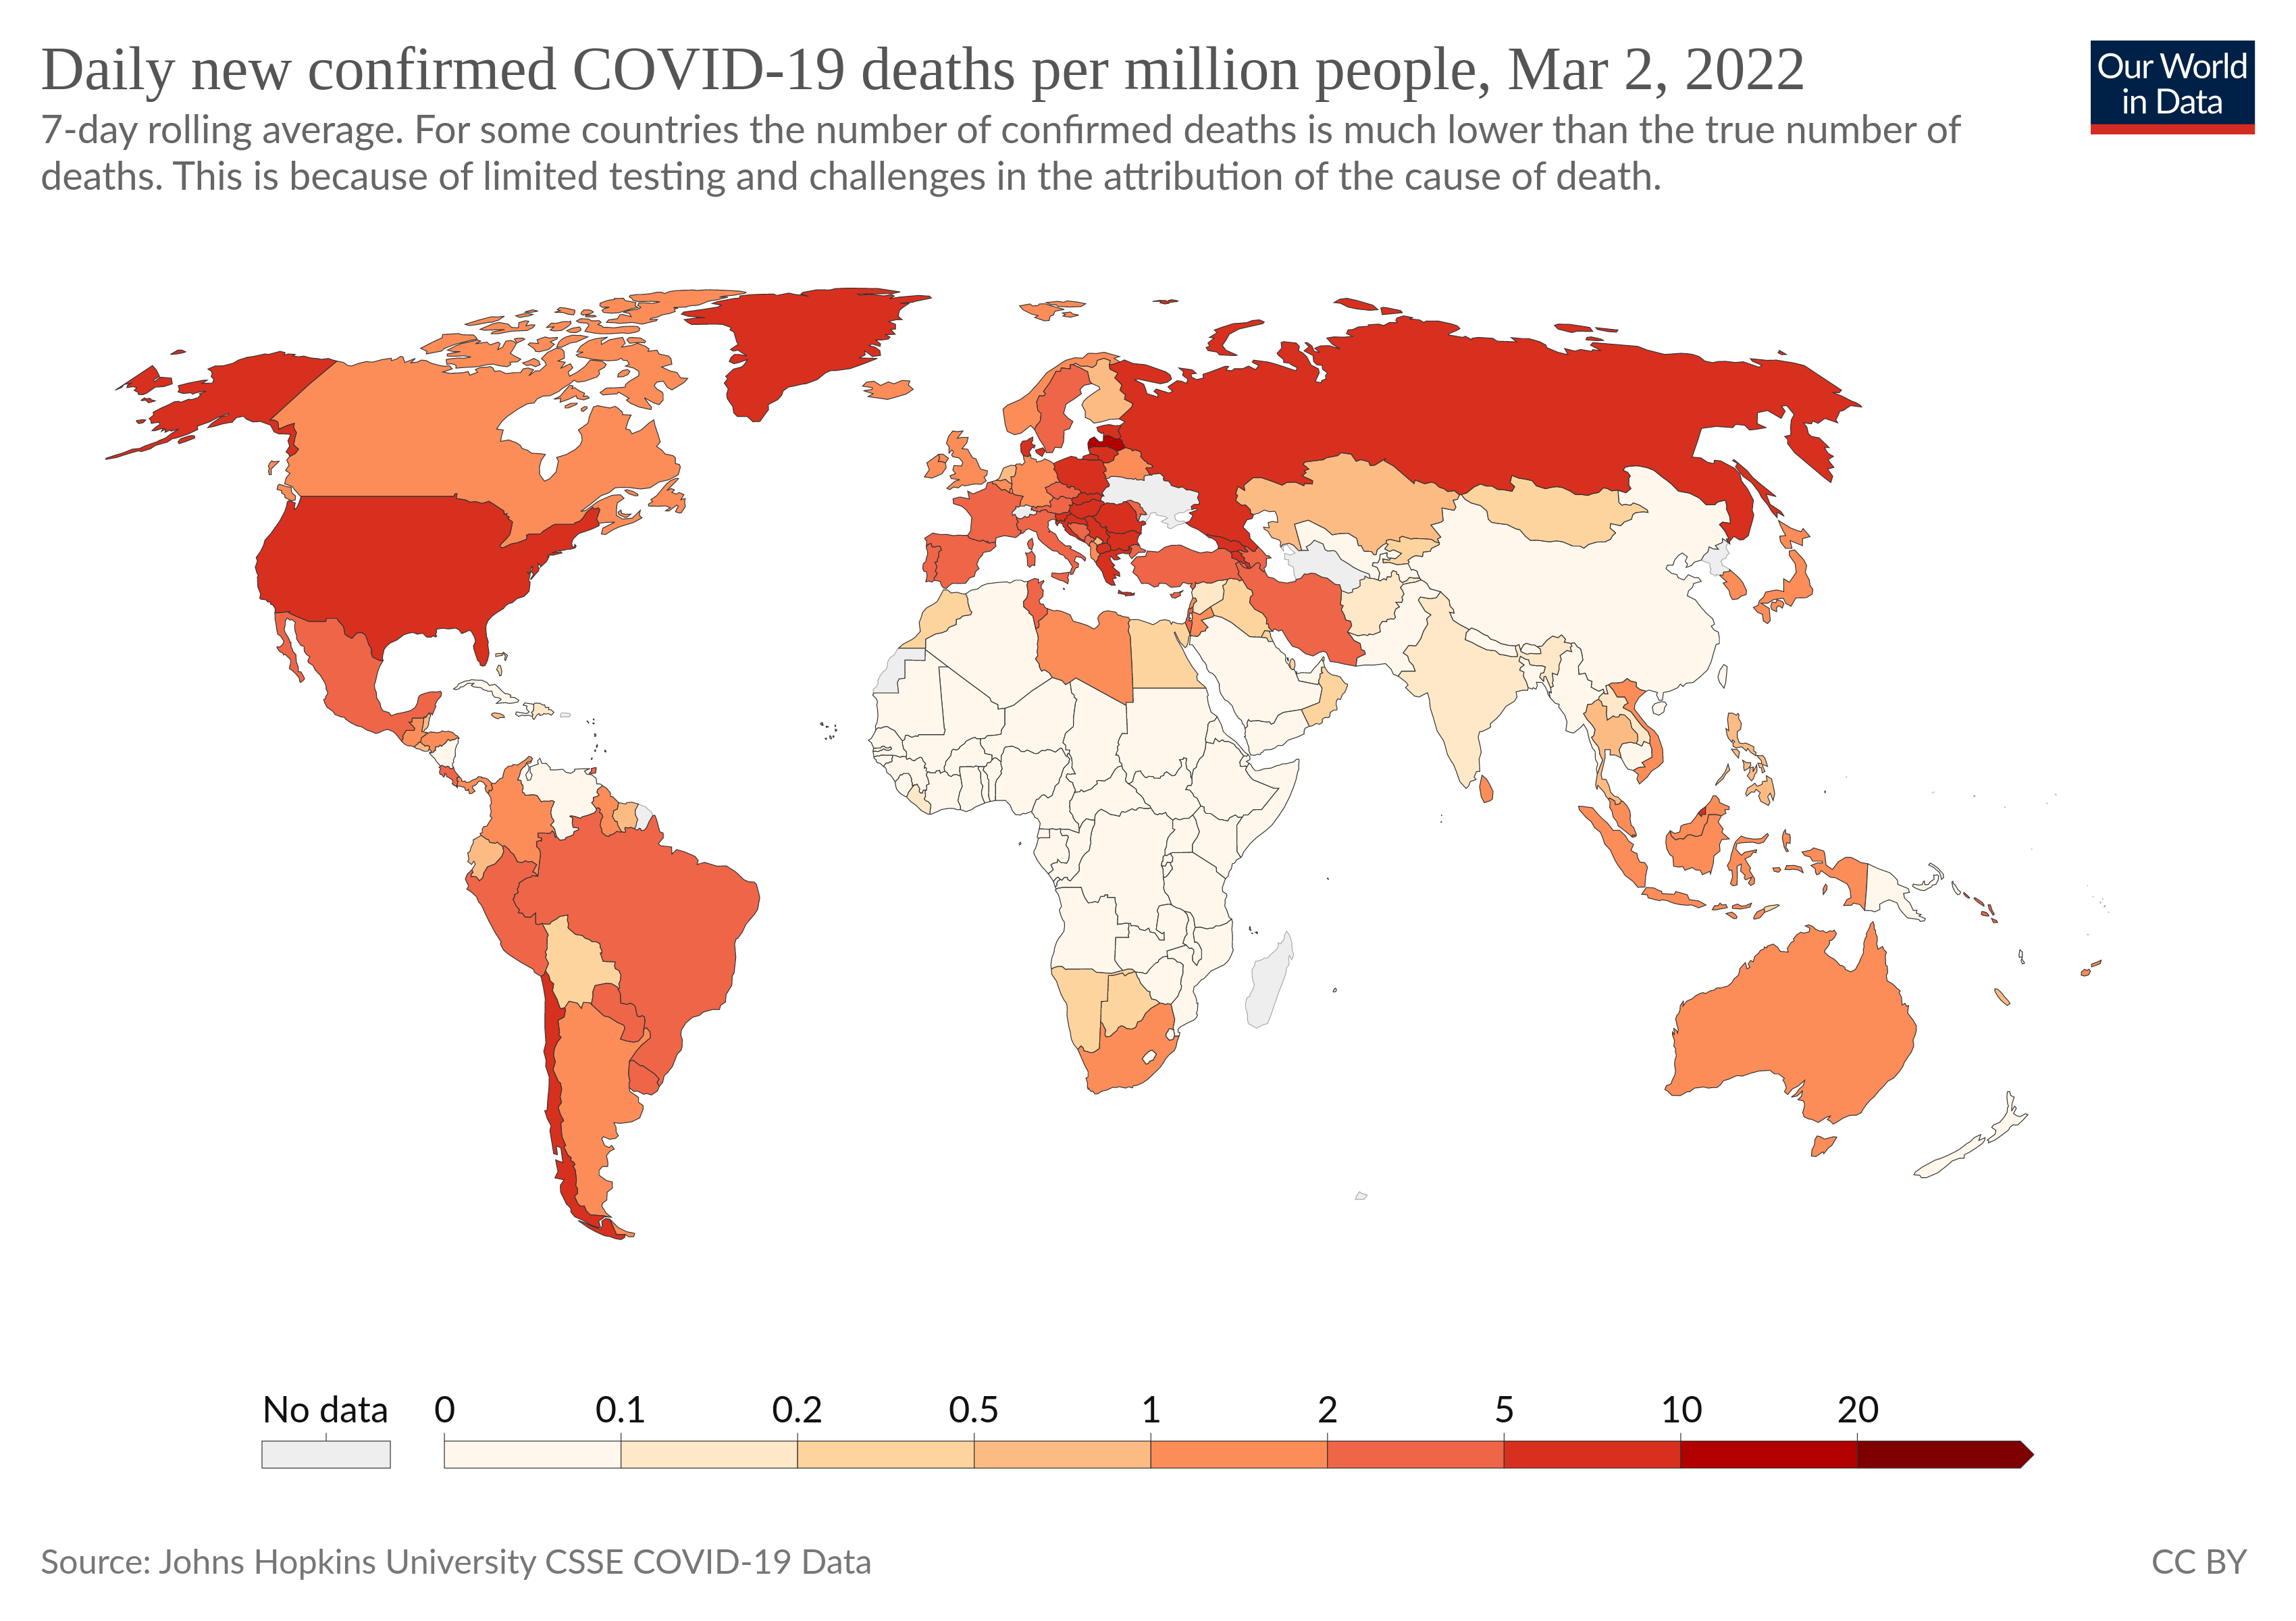 Daily new confirmed COVID-19 deaths per million people, Mar 2, 2022
Our World
in Data
7-day rolling average. For some countries the number of confirmed deaths is much lower than the true number of
deaths. This is because of limited testing and challenges in the attribution of the cause of death.
No data 0 0.1 0.2 0.5 1 2 5 10 20
Source: Johns Hopkins University CSSE COVID-19 Data
CC BY